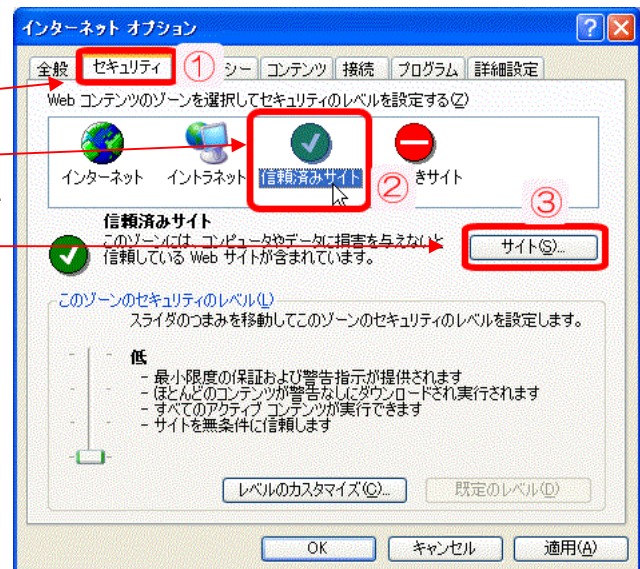 インターネット オプション
全般 セキュリティ ① シー コンテンツ 接続 プログラム 詳細設定
Web コンテンツのゾーンを選択してセキュリティのレベルを設定する(Z)
インターネット イントラネット 信頼済みサイト きサイト
②
③
信頼済みサイト
このゾーンには、コンピュータやデータに損害を与えないと
信頼している Web サイトが含まれています。
サイト(S)...
このゾーンのセキュリティのレベル(L)
スライダのつまみを移動してこのゾーンのセキュリティのレベルを設定します。
低
- 最小限度の保証および警告指示が提供されます
- ほとんどのコンテンツが警告なしにダウンロードされ実行されます
- すべてのアクティブ コンテンツが実行できます
- サイトを無条件に信頼します
レベルのカスタマイズ(C)... 既定のレベル(D)
OK キャンセル 適用(A)